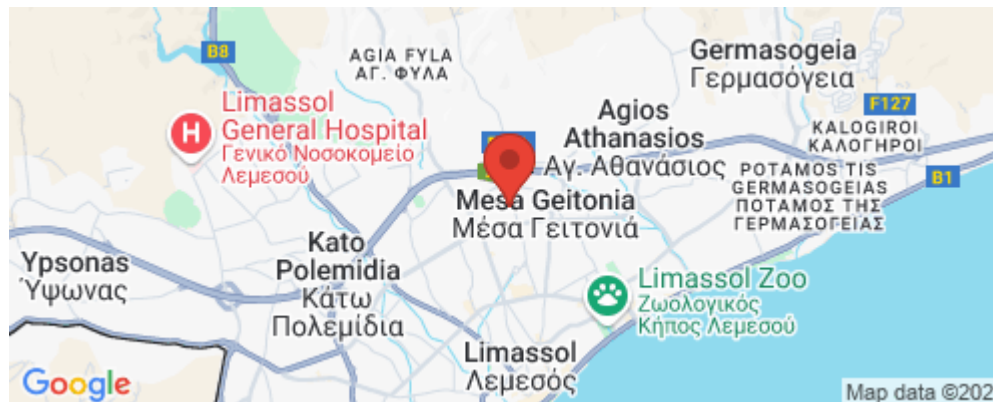 B8
AGIA FYLA
ΑΓ. ΦΥΛΑ
Germasogeia
Γερμασόγεια
Limassol
General Hospital
Γενικό Νοσοκομείο
Λεμεσού
H
Agios
Athanasios
Αγ. Αθανάσιος
F127
KALOGIROI
ΚΑΛΟΓΗΡΟΙ
POTAMOS TIS
GERMASOGEIAS
ΠΟΤΑΜΟΣ ΤΗΣ
ΓΕΡΜΑΣΟΓΕΙΑΣ
B1
Mesa Geitonia
Μέσα Γειτονιά
Ypsonas
Ύψωνας
Kato
Polemidia
Κάτω
Πολεμίδια
Limassol Zoo
Ζωολογικός
Κήπος Λεμεσού
Limassol
Λεμεσός
Google
Map data ©202